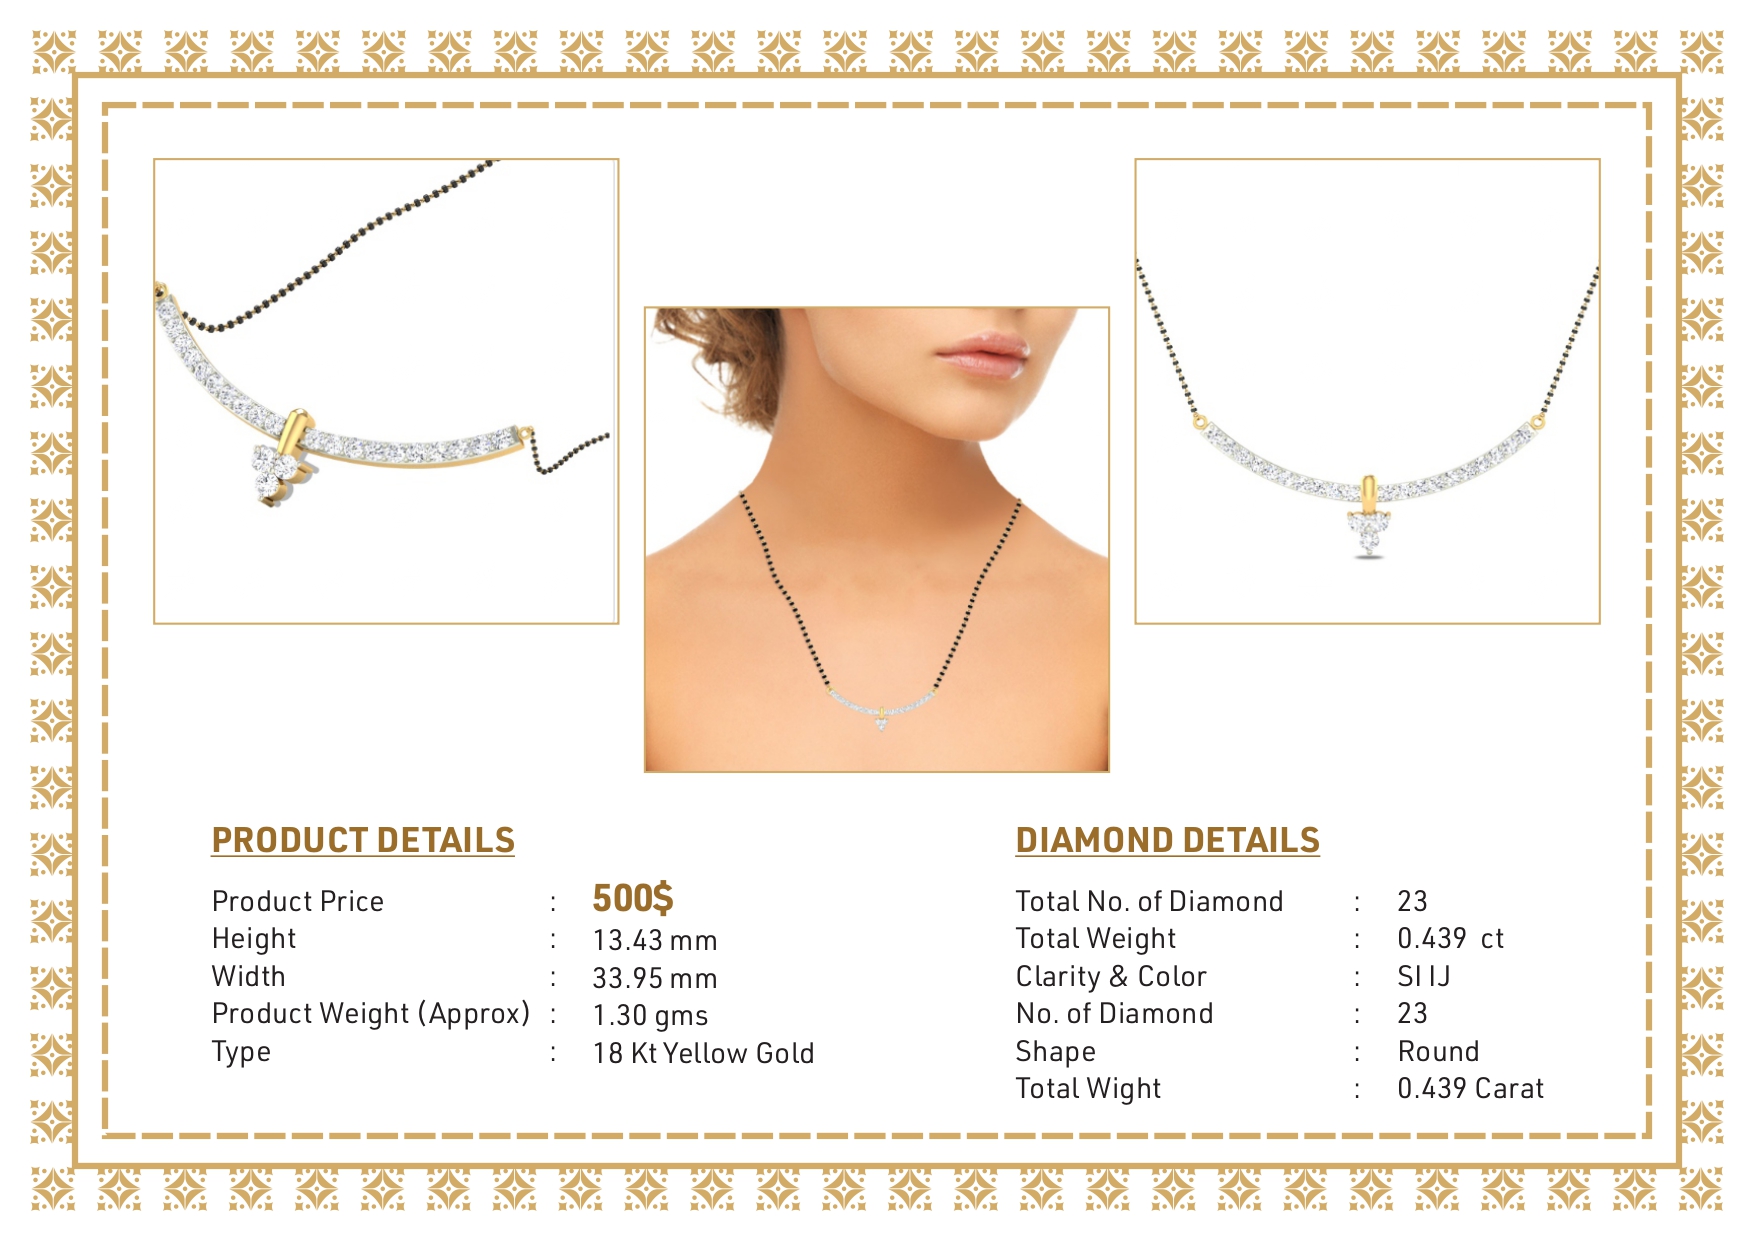 PRODUCT DETAILS
Product Price : 500$
Height : 13.43 mm
Width : 33.95 mm
Product Weight (Approx) : 1.30 gms
Type : 18 Kt Yellow Gold
DIAMOND DETAILS
Total No. of Diamond : 23
Total Weight : 0.439 ct
Clarity & Color : SI IJ
No. of Diamond : 23
Shape : Round
Total Wight : 0.439 Carat